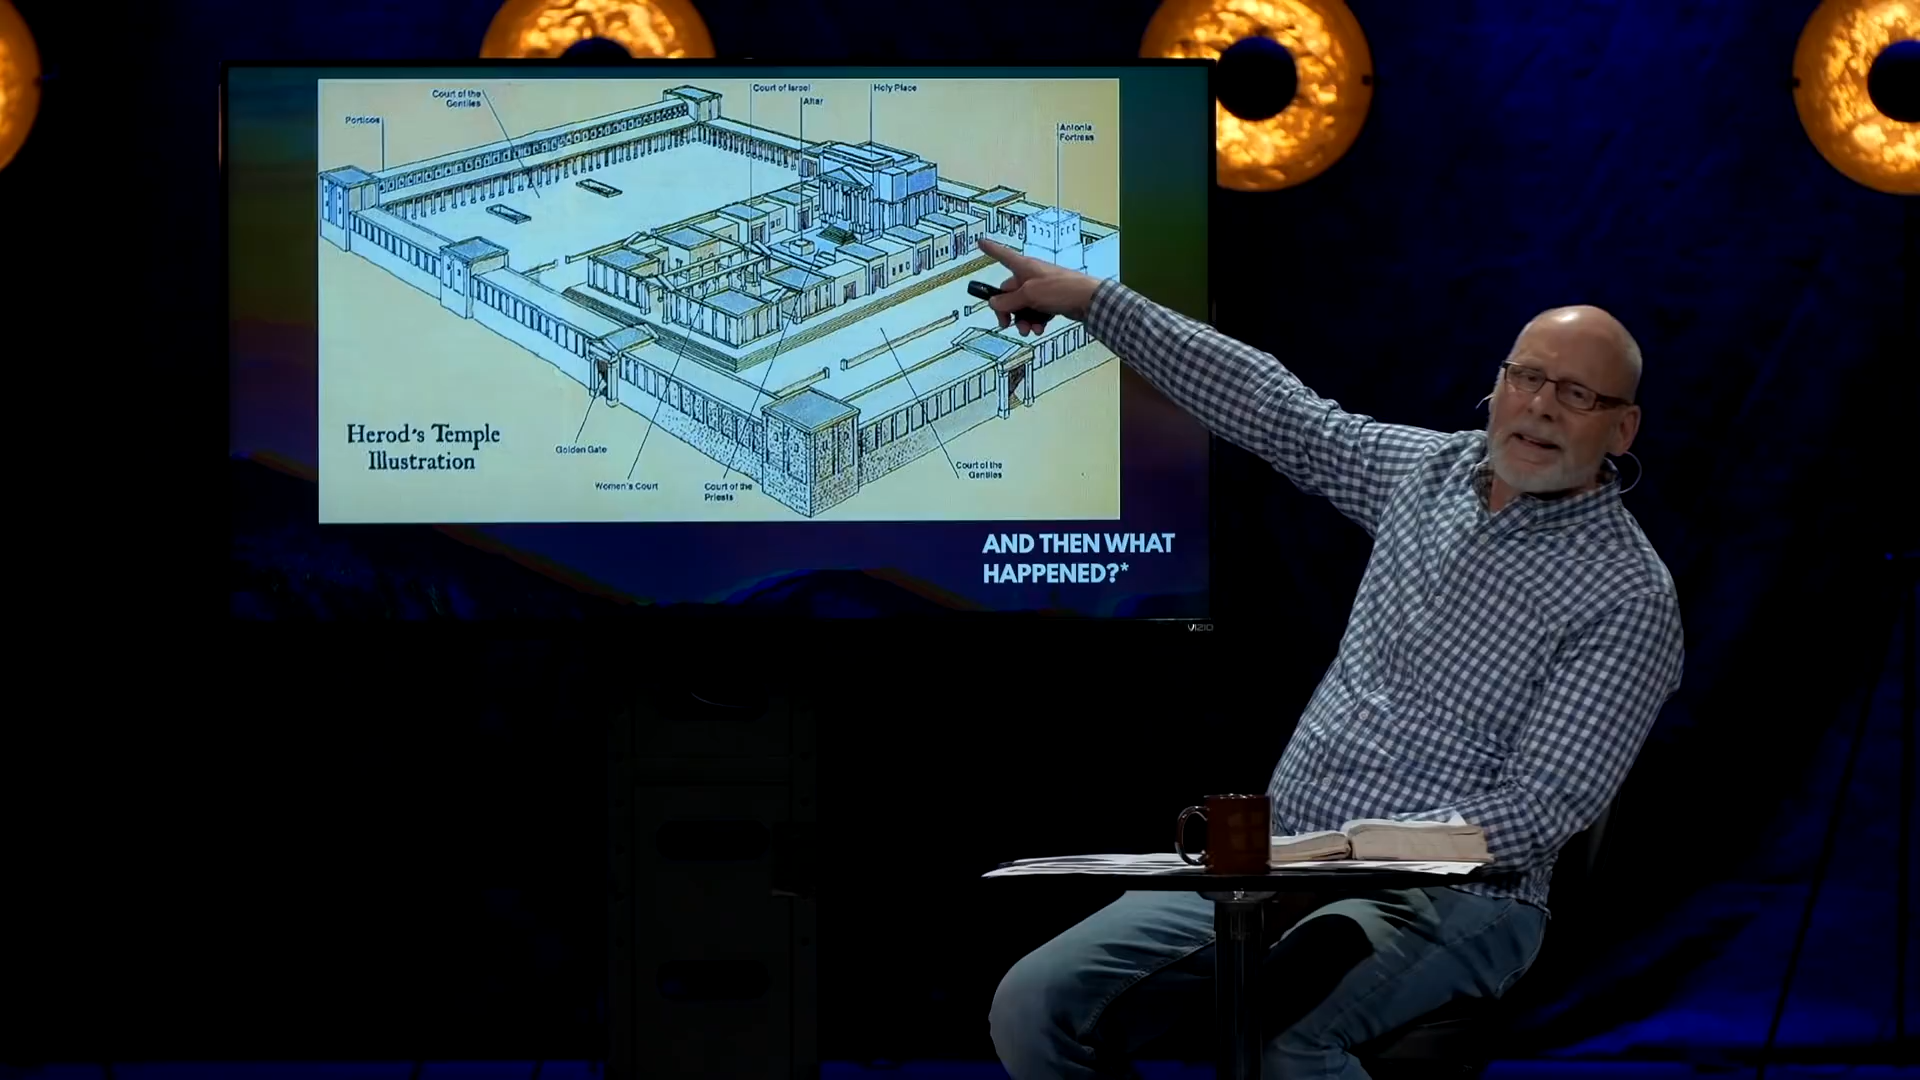 Court of the
Gentiles
Porticos
Court of Israel
Altar
Holy Place
Antonia
Fortress
Herod's Temple
Illustration
Golden Gate
Women's Court
Court of the
Priests
Court of the
Gentiles
AND THEN WHAT
HAPPENED?*
VIZIO